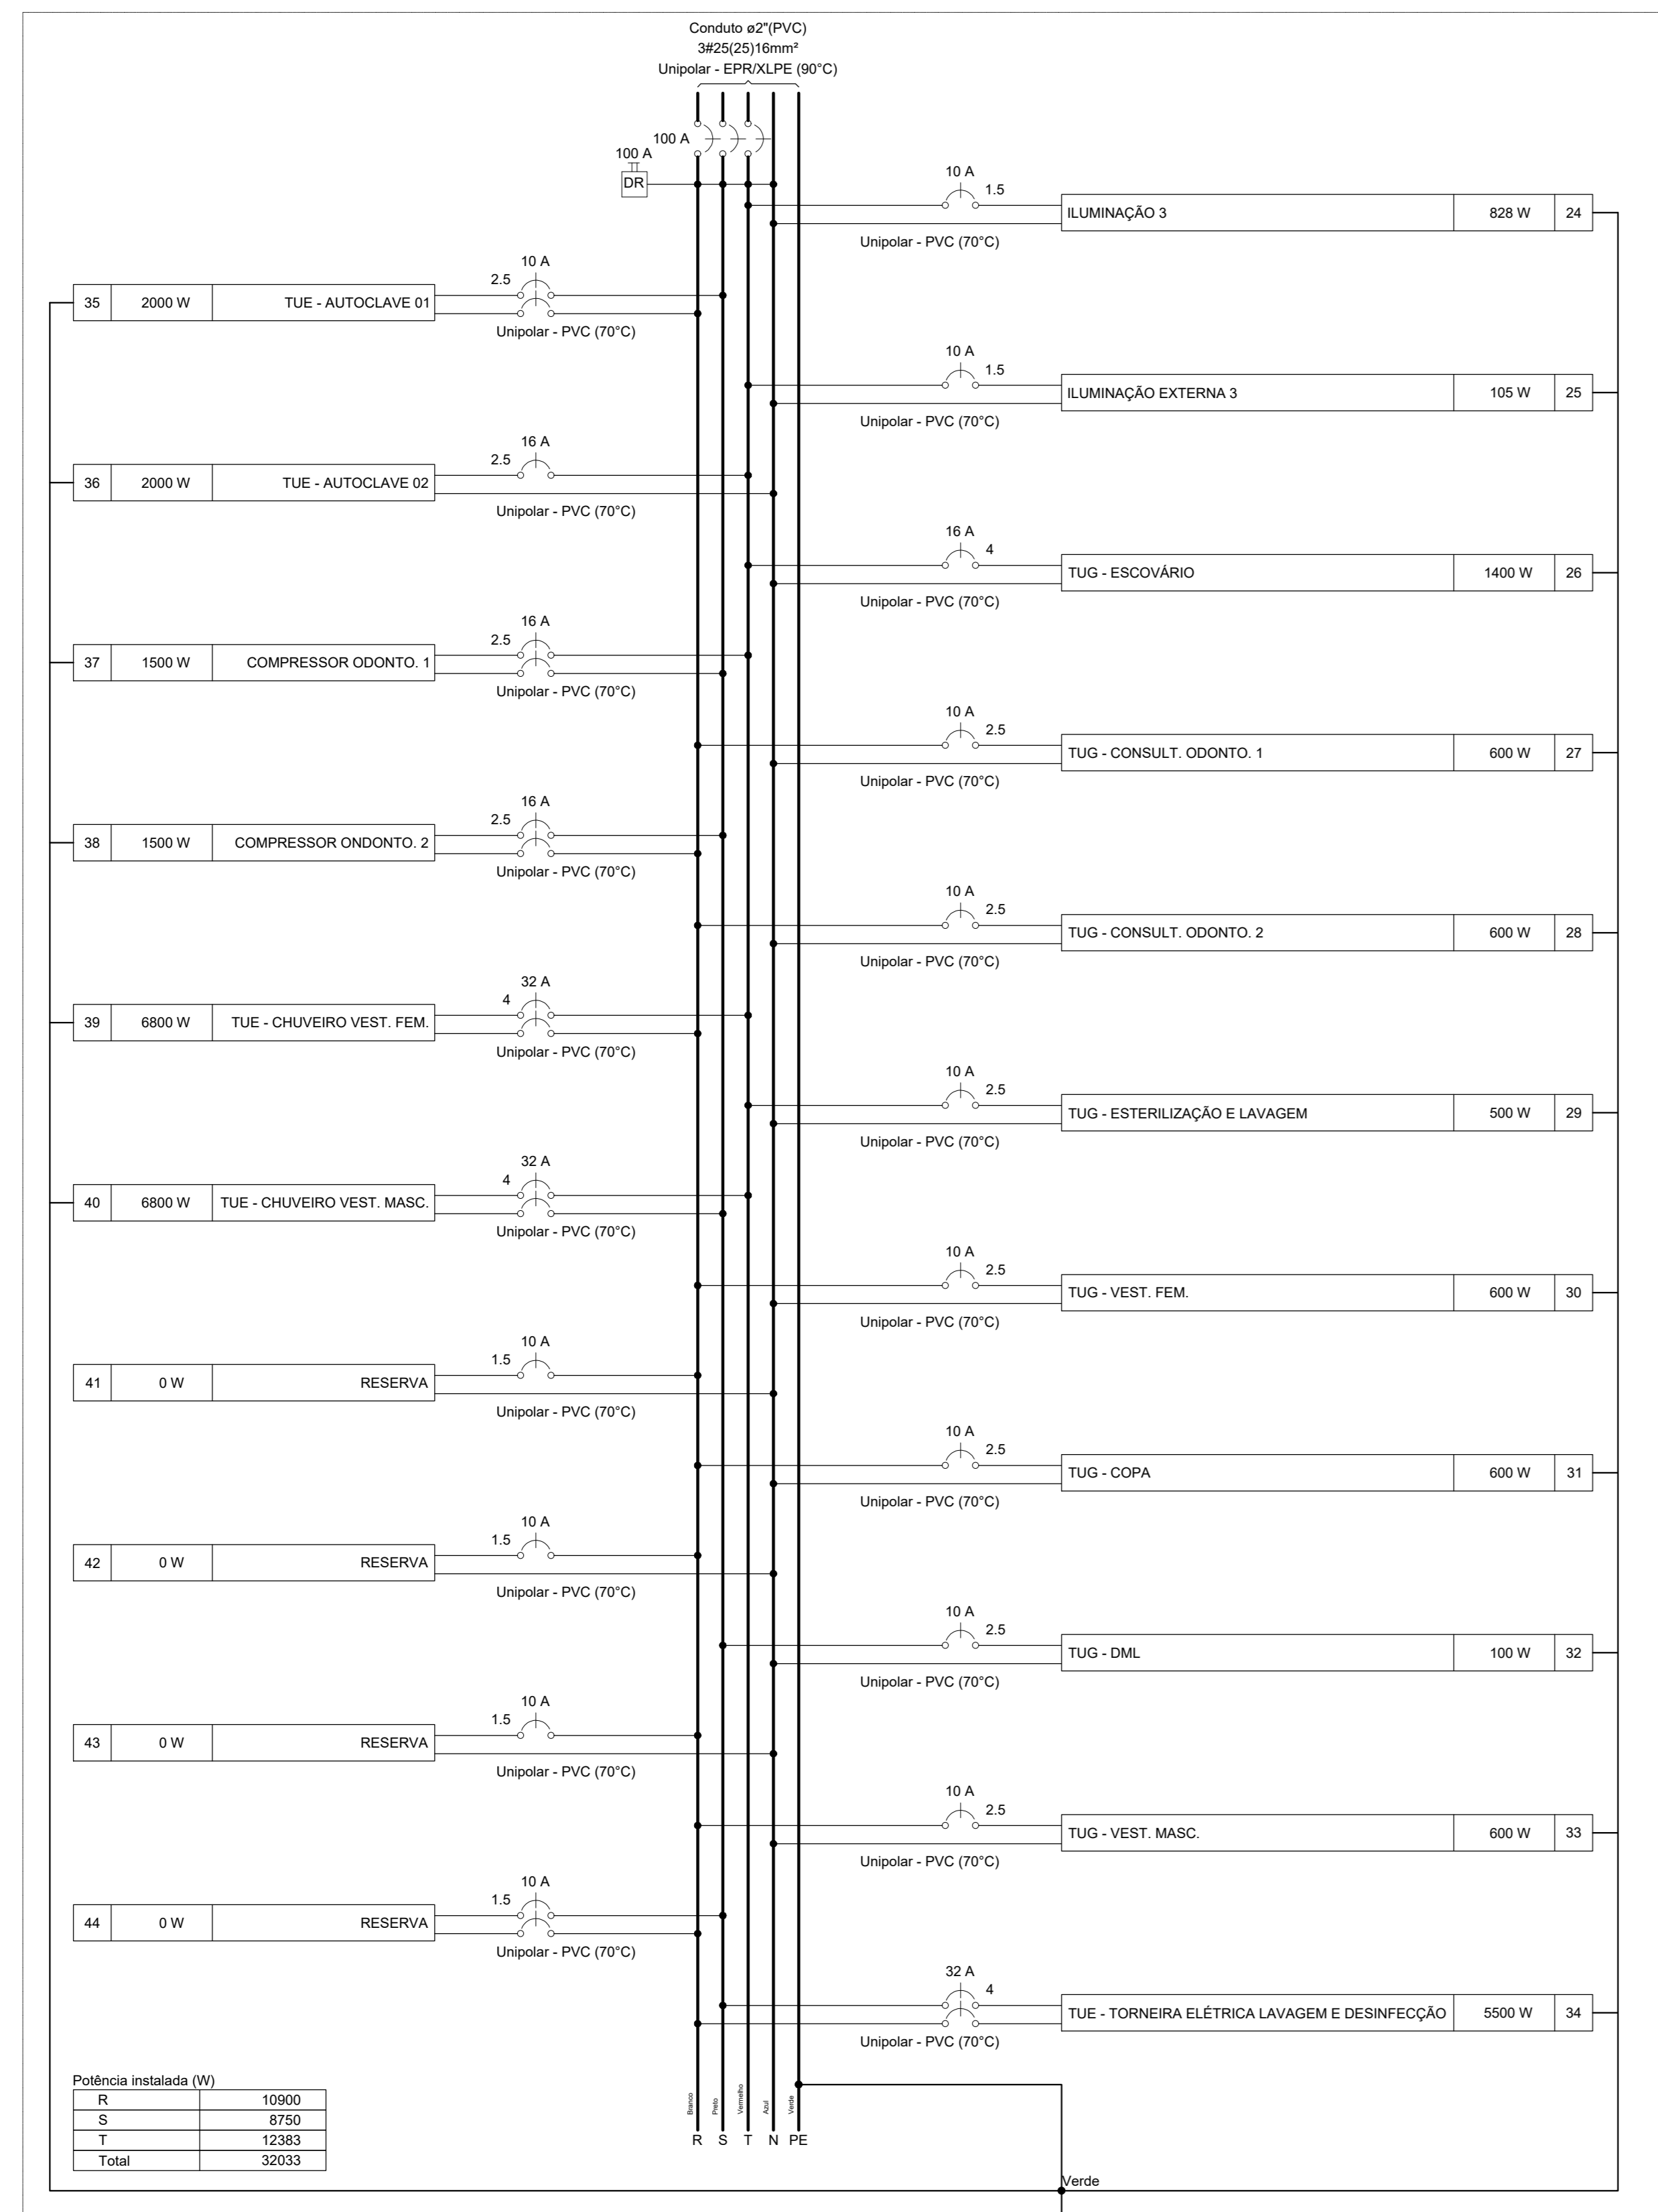 Conduto ø2"(PVC)
3#25(25)16mm²
Unipolar - EPR/XLPE (90°C)
100 A
100 A
DR
10 A
1.5
ILUMINAÇÃO 3 828 W 24
Unipolar - PVC (70°C)
10 A
2.5
35 2000 W TUE - AUTOCLAVE 01
Unipolar - PVC (70°C)
10 A
1.5
ILUMINAÇÃO EXTERNA 3 105 W 25
Unipolar - PVC (70°C)
16 A
2.5
36 2000 W TUE - AUTOCLAVE 02
Unipolar - PVC (70°C)
16 A
4
TUG - ESCOVÁRIO 1400 W 26
Unipolar - PVC (70°C)
16 A
2.5
37 1500 W COMPRESSOR ODONTO. 1
Unipolar - PVC (70°C)
10 A
2.5
TUG - CONSULT. ODONTO. 1 600 W 27
Unipolar - PVC (70°C)
16 A
2.5
38 1500 W COMPRESSOR ONDONTO. 2
Unipolar - PVC (70°C)
10 A
2.5
TUG - CONSULT. ODONTO. 2 600 W 28
Unipolar - PVC (70°C)
32 A
4
39 6800 W TUE - CHUVEIRO VEST. FEM.
Unipolar - PVC (70°C)
10 A
2.5
TUG - ESTERILIZAÇÃO E LAVAGEM 500 W 29
Unipolar - PVC (70°C)
32 A
4
40 6800 W TUE - CHUVEIRO VEST. MASC.
Unipolar - PVC (70°C)
10 A
2.5
TUG - VEST. FEM. 600 W 30
Unipolar - PVC (70°C)
10 A
1.5
41 0 W RESERVA
Unipolar - PVC (70°C)
10 A
2.5
TUG - COPA 600 W 31
Unipolar - PVC (70°C)
10 A
1.5
42 0 W RESERVA
Unipolar - PVC (70°C)
10 A
2.5
TUG - DML 100 W 32
Unipolar - PVC (70°C)
10 A
1.5
43 0 W RESERVA
Unipolar - PVC (70°C)
10 A
2.5
TUG - VEST. MASC. 600 W 33
Unipolar - PVC (70°C)
10 A
1.5
44 0 W RESERVA
Unipolar - PVC (70°C)
32 A
4
TUE - TORNEIRA ELÉTRICA LAVAGEM E DESINFECÇÃO 5500 W 34
Unipolar - PVC (70°C)
Potência instalada (W)
R 10900
S 8750
T 12383
Total 32033
Branco
Preto
Vermelho
Azul
Verde
R S T N PE
Verde